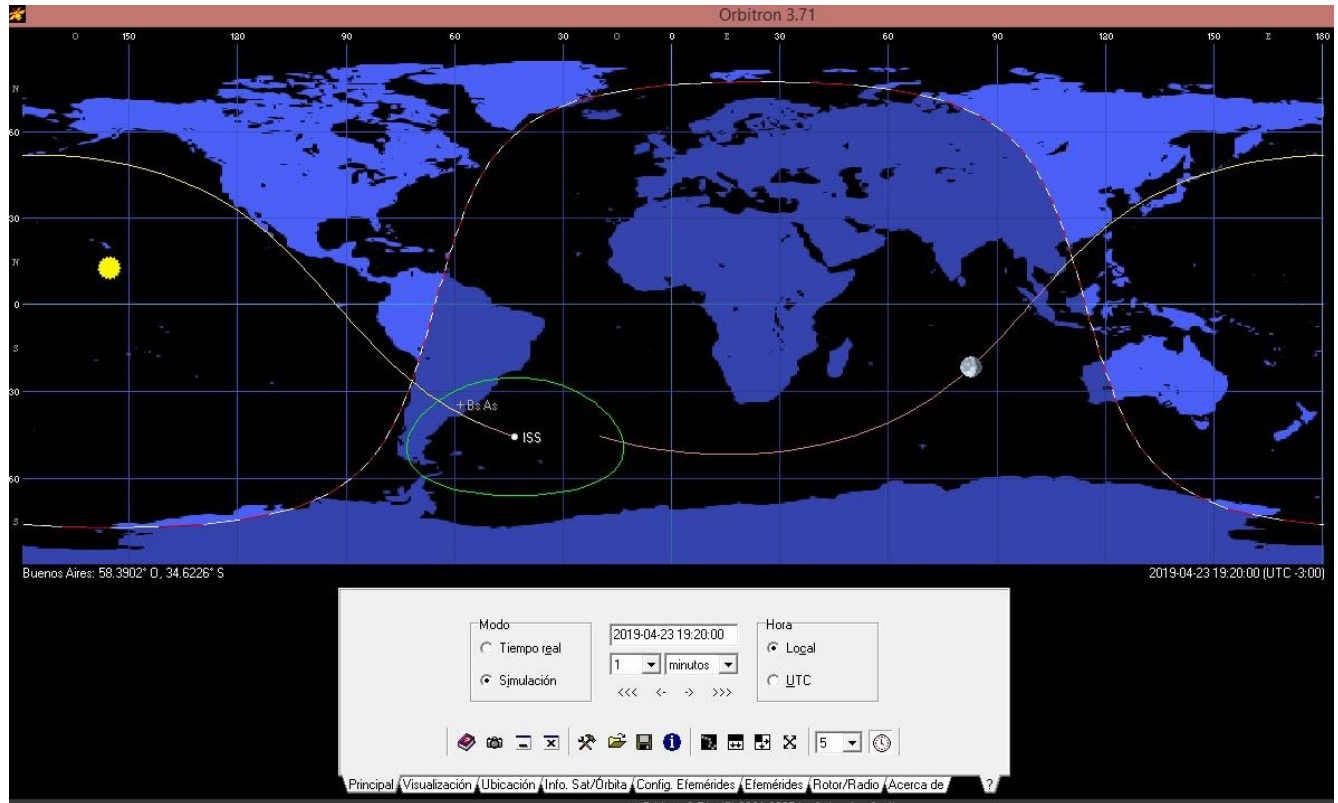 Orbitron 3.71
O 150 120 90 60 30 O 0 E 30 60 90 120 150 E 180
N
60
30
N
0
S
30
+Bs As
ISS
60
S
Buenos Aires: 58.3902° O, 34.6226° S 2019-04-23 19:20:00 (UTC -3:00)
Modo 2019-04-23 19:20:00 Hora
Tiempo real Local
1 minutos
Simulación UTC
<<< <- -> >>>
5
Principal Visualización Ubicación Info. Sat/Órbita Config. Efemérides Efemérides Rotor/Radio Acerca de ?